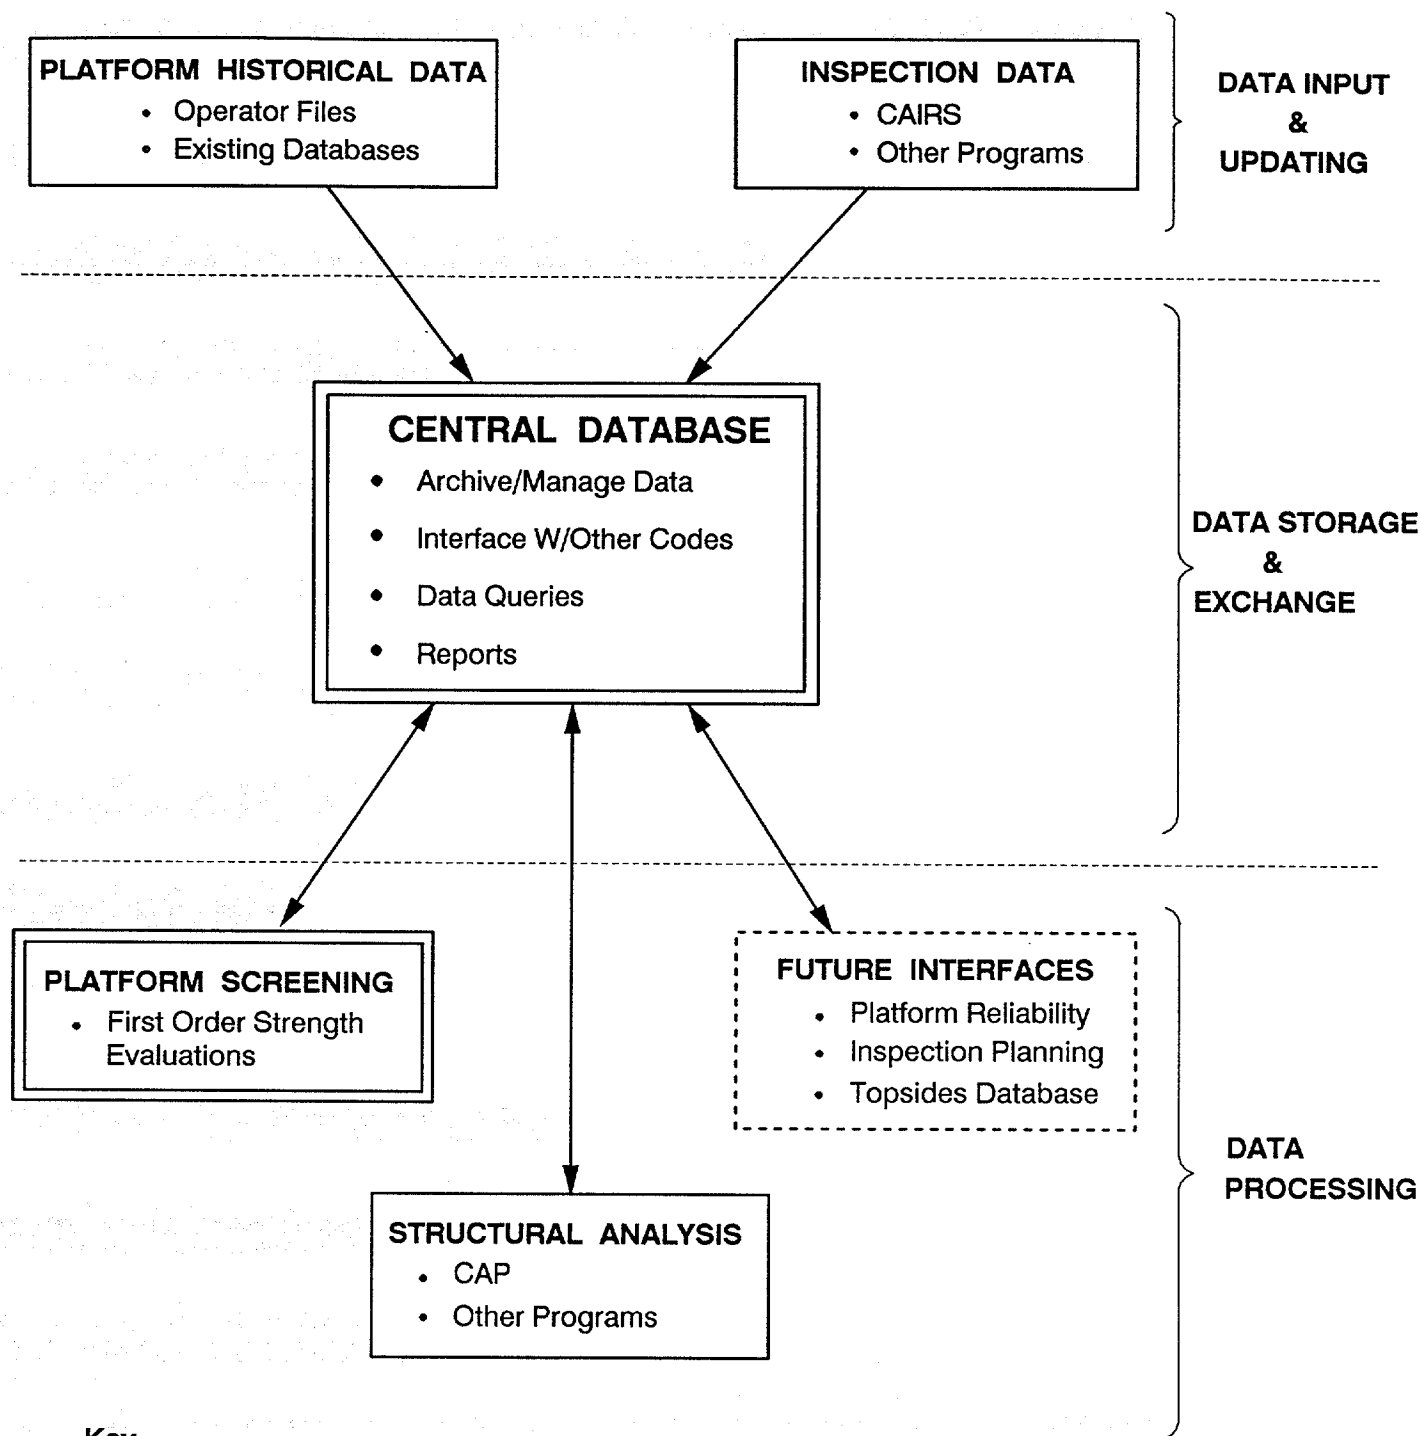 PLATFORM HISTORICAL DATA
• Operator Files
• Existing Databases
INSPECTION DATA
• CAIRS
• Other Programs
DATA INPUT
&
UPDATING
CENTRAL DATABASE
• Archive/Manage Data
• Interface W/Other Codes
• Data Queries
• Reports
DATA STORAGE
&
EXCHANGE
PLATFORM SCREENING
• First Order Strength
Evaluations
FUTURE INTERFACES
• Platform Reliability
• Inspection Planning
• Topsides Database
STRUCTURAL ANALYSIS
• CAP
• Other Programs
DATA
PROCESSING